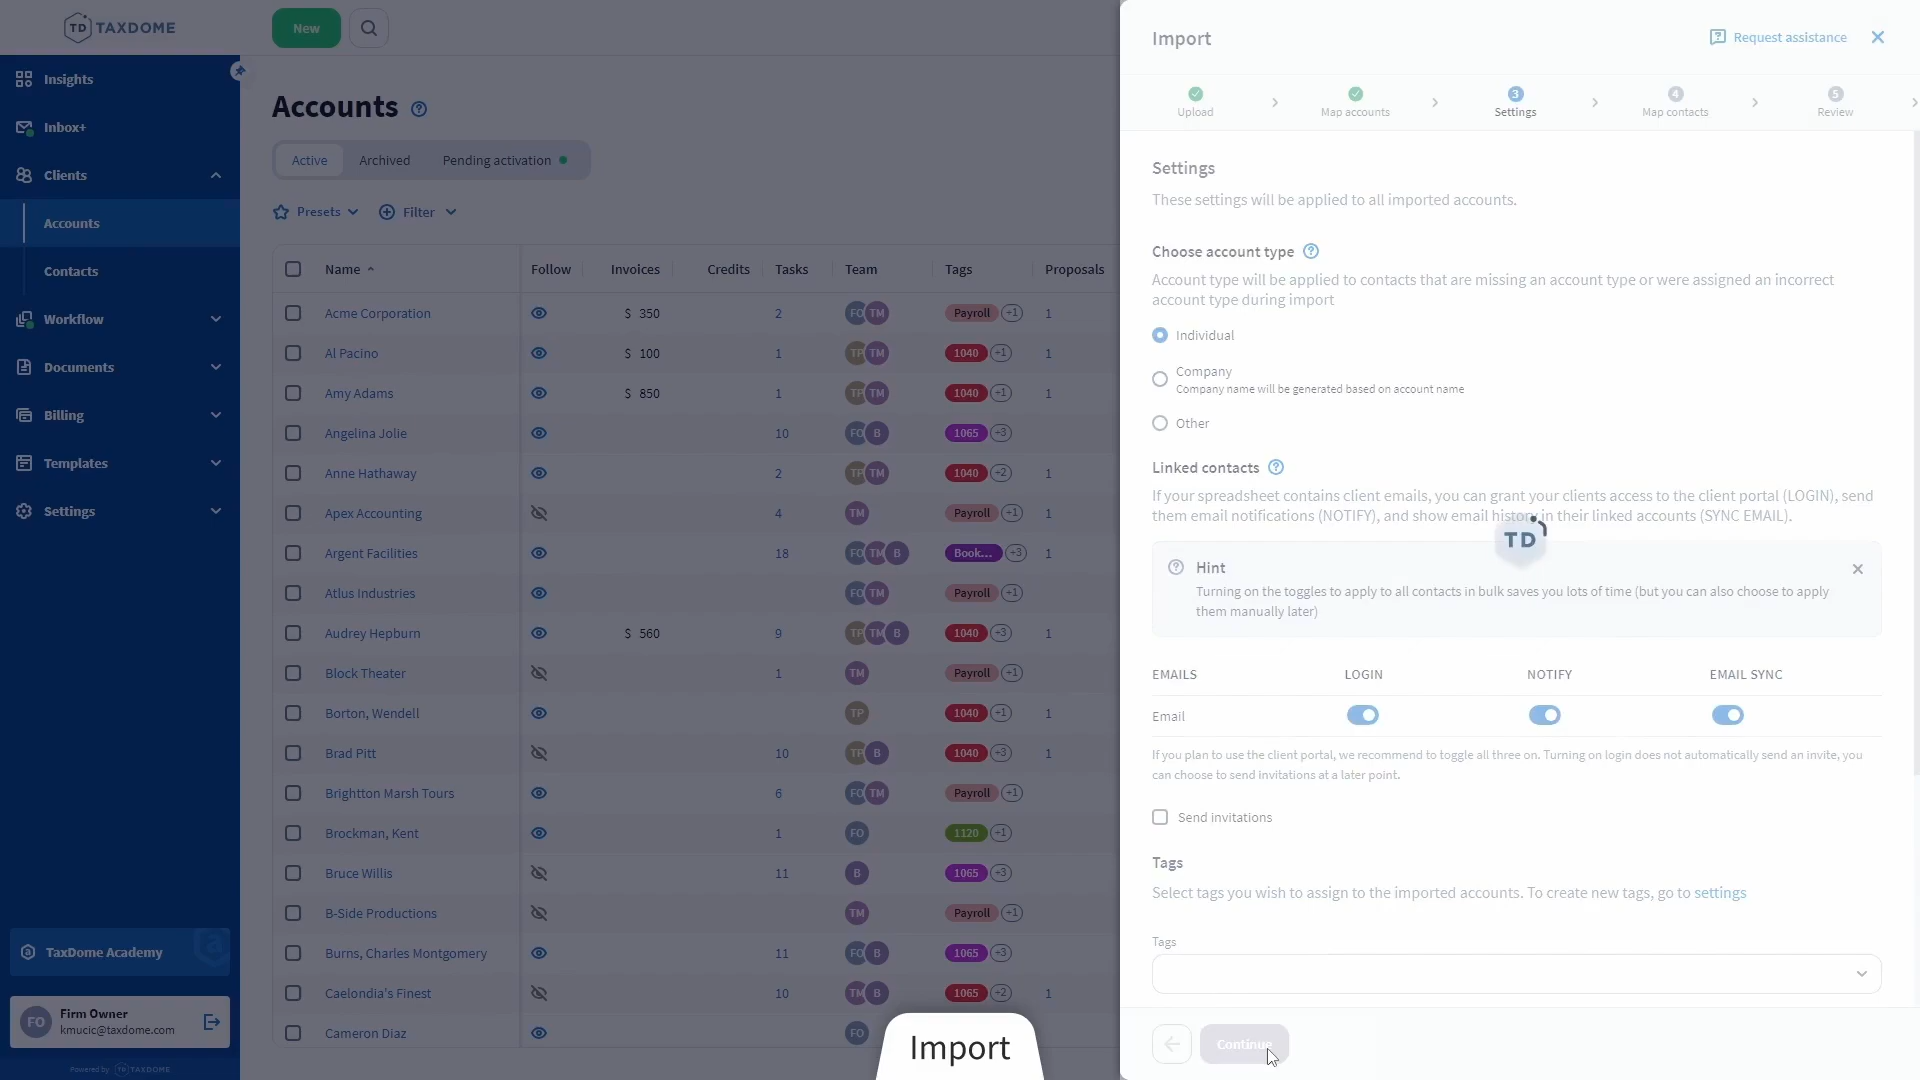 TD TAXDOME
New
Insights
Inbox+
Clients
Accounts
Contacts
Workflow
Documents
Billing
Templates
Settings
TaxDome Academy
FO
Firm Owner
kmucic@taxdome.com
Powered by TD TAXDOME
Accounts
Active Archived Pending activation
Presets Filter
Name Follow Invoices Credits Tasks Team Tags Proposals
Acme Corporation $ 350 2 FO TM Payroll +1 1
Al Pacino $ 100 1 TP TM 1040 +1 1
Amy Adams $ 850 1 TP TM 1040 +1 1
Angelina Jolie 10 FO B 1065 +3
Anne Hathaway 2 TP TM 1040 +2 1
Apex Accounting 4 TM Payroll +1 1
Argent Facilities 18 FO TM B Book... +3 1
Atlus Industries FO TM Payroll +1
Audrey Hepburn $ 560 9 TP TM B 1040 +3 1
Block Theater 1 TM Payroll +1
Borton, Wendell TP 1040 +1 1
Brad Pitt 10 TP B 1040 +3 1
Brightton Marsh Tours 6 FO TM Payroll +1
Brockman, Kent 1 FO 1120 +1
Bruce Willis 11 B 1065 +3
B-Side Productions TM Payroll +1
Burns, Charles Montgomery 11 FO B 1065 +3
Caelondia's Finest 10 TM B 1065 +2 1
Cameron Diaz FO
Import
Import
Request assistance
Upload
Map accounts
3 Settings
4 Map contacts
5 Review
Settings
These settings will be applied to all imported accounts.
Choose account type
Account type will be applied to contacts that are missing an account type or were assigned an incorrect
account type during import
Individual
Company
Company name will be generated based on account name
Other
Linked contacts
If your spreadsheet contains client emails, you can grant your clients access to the client portal (LOGIN), send
them email notifications (NOTIFY), and show email history in their linked accounts (SYNC EMAIL).
TD
Hint
Turning on the toggles to apply to all contacts in bulk saves you lots of time (but you can also choose to apply
them manually later)
EMAILS LOGIN NOTIFY EMAIL SYNC
Email
If you plan to use the client portal, we recommend to toggle all three on. Turning on login does not automatically send an invite, you
can choose to send invitations at a later point.
Send invitations
Tags
Select tags you wish to assign to the imported accounts. To create new tags, go to settings
Tags
Continue